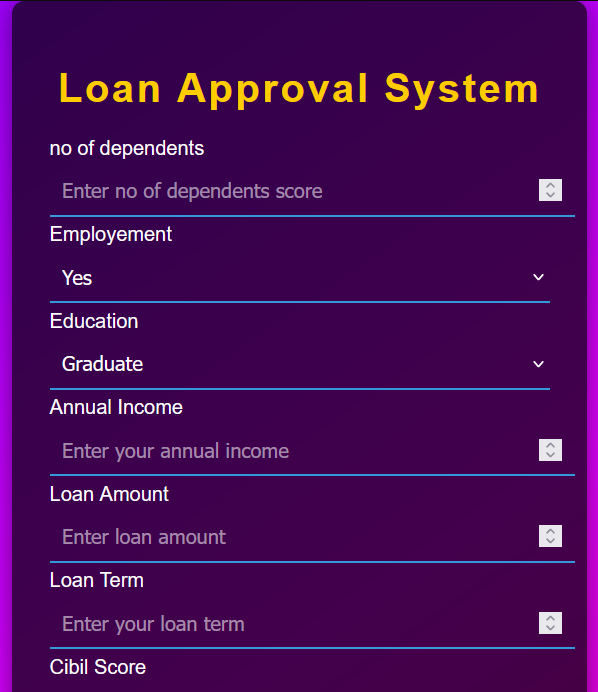 Loan Approval System
no of dependents
Enter no of dependents score
Employement
Yes
Education
Graduate
Annual Income
Enter your annual income
Loan Amount
Enter loan amount
Loan Term
Enter your loan term
Cibil Score